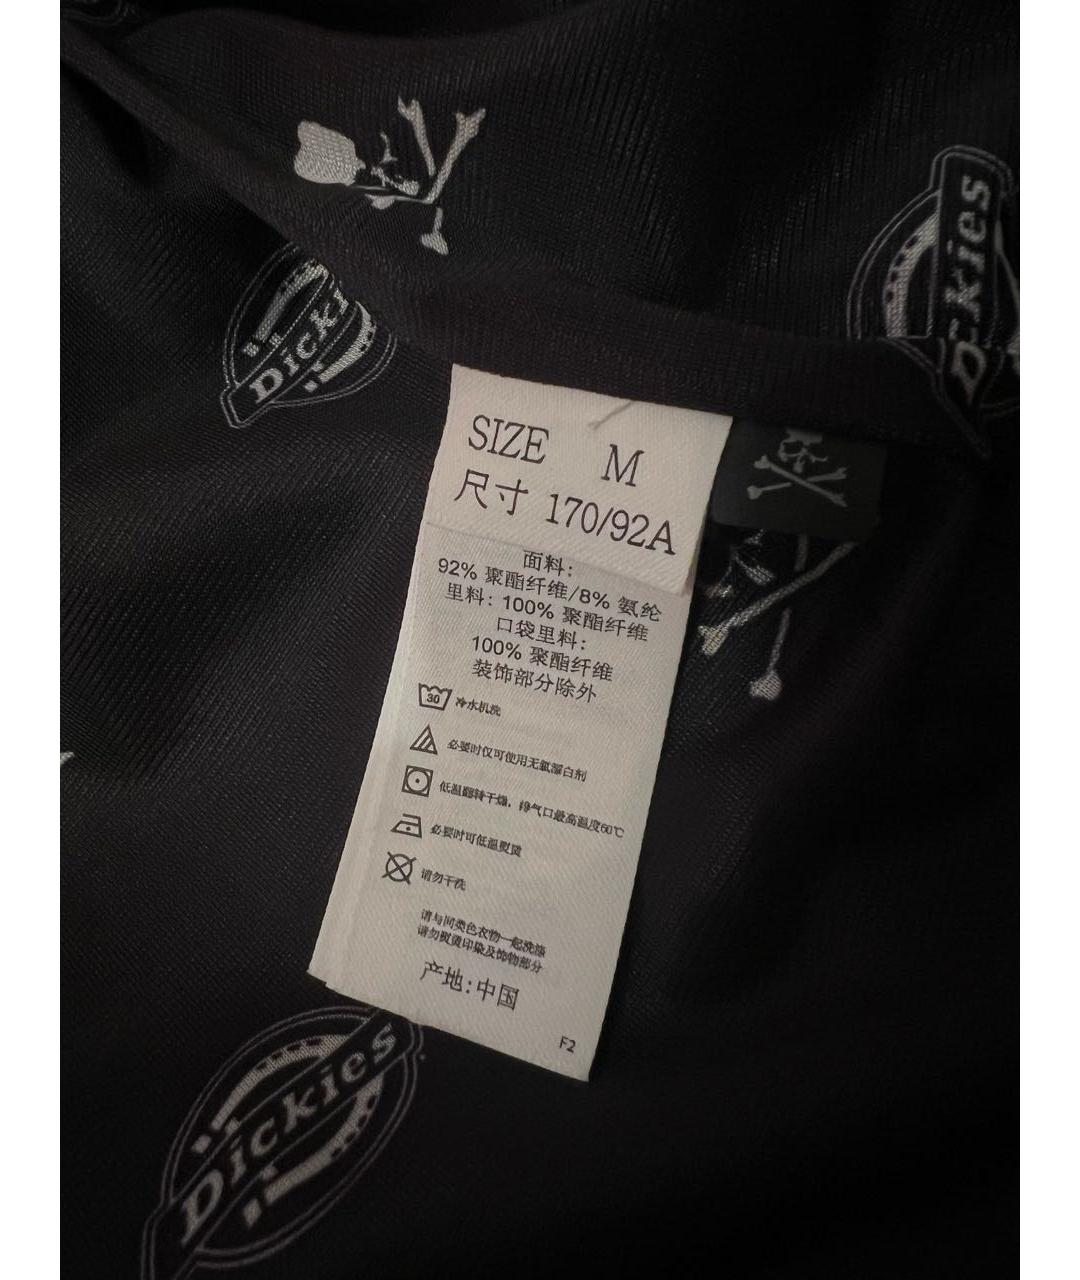 Dickies
Dickies
SIZE M
尺寸 170/92A
面料:
92% 聚酯纤维/8% 氨纶
里料: 100% 聚酯纤维
口袋里料:
100% 聚酯纤维
装饰部分除外
30 冷水机洗
必要时仅可使用无氯漂白剂
低温翻转干燥，排气口最高温度60℃
必要时可低温熨烫
请勿干洗
请与同类色衣物一起洗涤
请勿熨烫印染及饰物部分
产地:中国
F2
Dickies